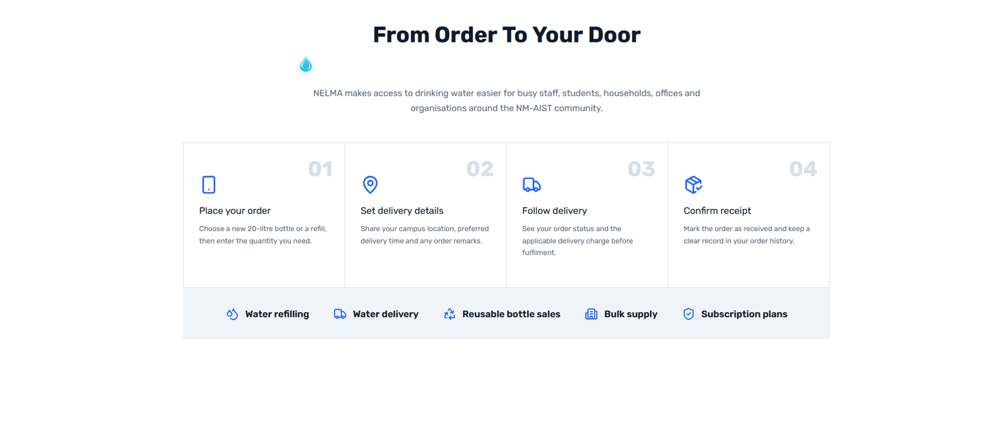 From Order To Your Door
NELMA makes access to drinking water easier for busy staff, students, households, offices and
organisations around the NM-AIST community.
01
Place your order
Choose a new 20-litre bottle or a refill,
then enter the quantity you need.
02
Set delivery details
Share your campus location, preferred
delivery time and any order remarks.
03
Follow delivery
See your order status and the
applicable delivery charge before
fulfilment.
04
Confirm receipt
Mark the order as received and keep a
clear record in your order history.
Water refilling
Water delivery
Reusable bottle sales
Bulk supply
Subscription plans